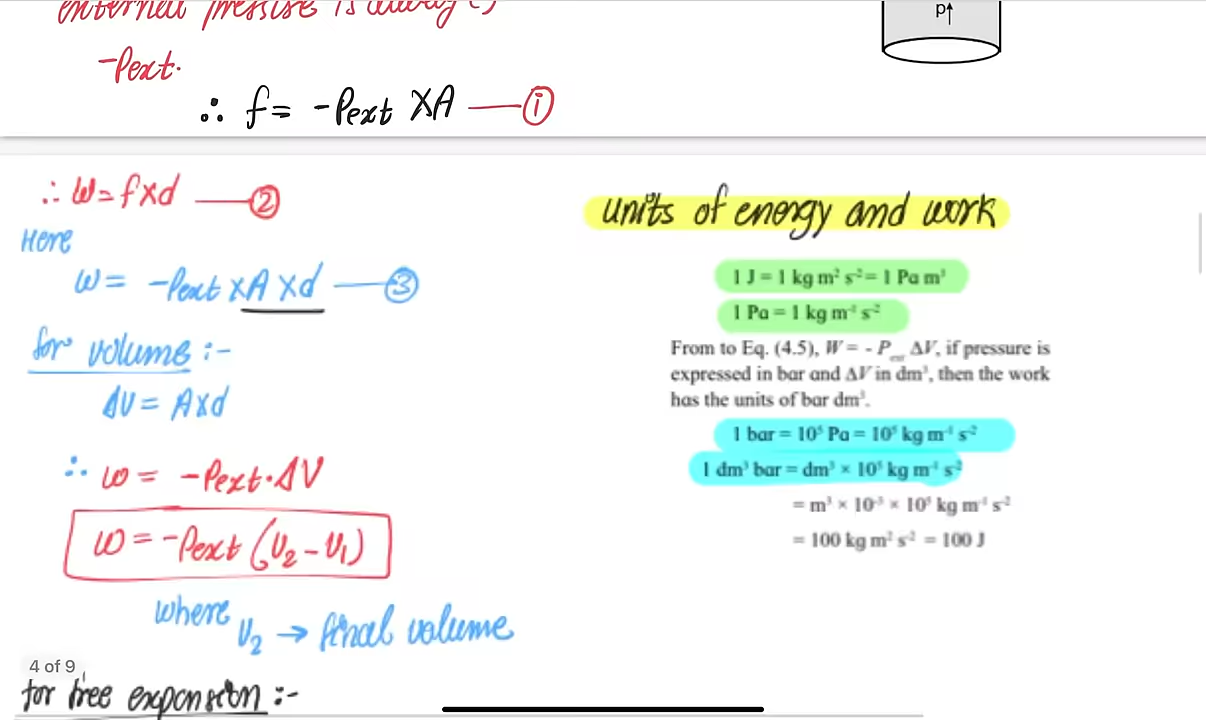 external pressure is always
-Pext.
∴ f = -Pext XA —— ①
P↑
∴ W = f×d —— ②
Here
W = -Pext × A × d —— ③
for volume :-
ΔV = A×d
∴ W = -Pext·ΔV
W = -Pext (V₂ - V₁)
where V₂ → final volume
4 of 9
for free expansion :-
units of energy and work
1 J = 1 kg m² s⁻² = 1 Pa m³
1 Pa = 1 kg m⁻¹ s⁻²
From to Eq. (4.5), W = - Pₑₓₜ ΔV, if pressure is
expressed in bar and ΔV in dm³, then the work
has the units of bar dm³.
1 bar = 10⁵ Pa = 10⁵ kg m⁻¹ s⁻²
1 dm³ bar = dm³ × 10⁵ kg m⁻¹ s⁻²
= m³ × 10⁻³ × 10⁵ kg m⁻¹ s⁻²
= 100 kg m² s⁻² = 100 J